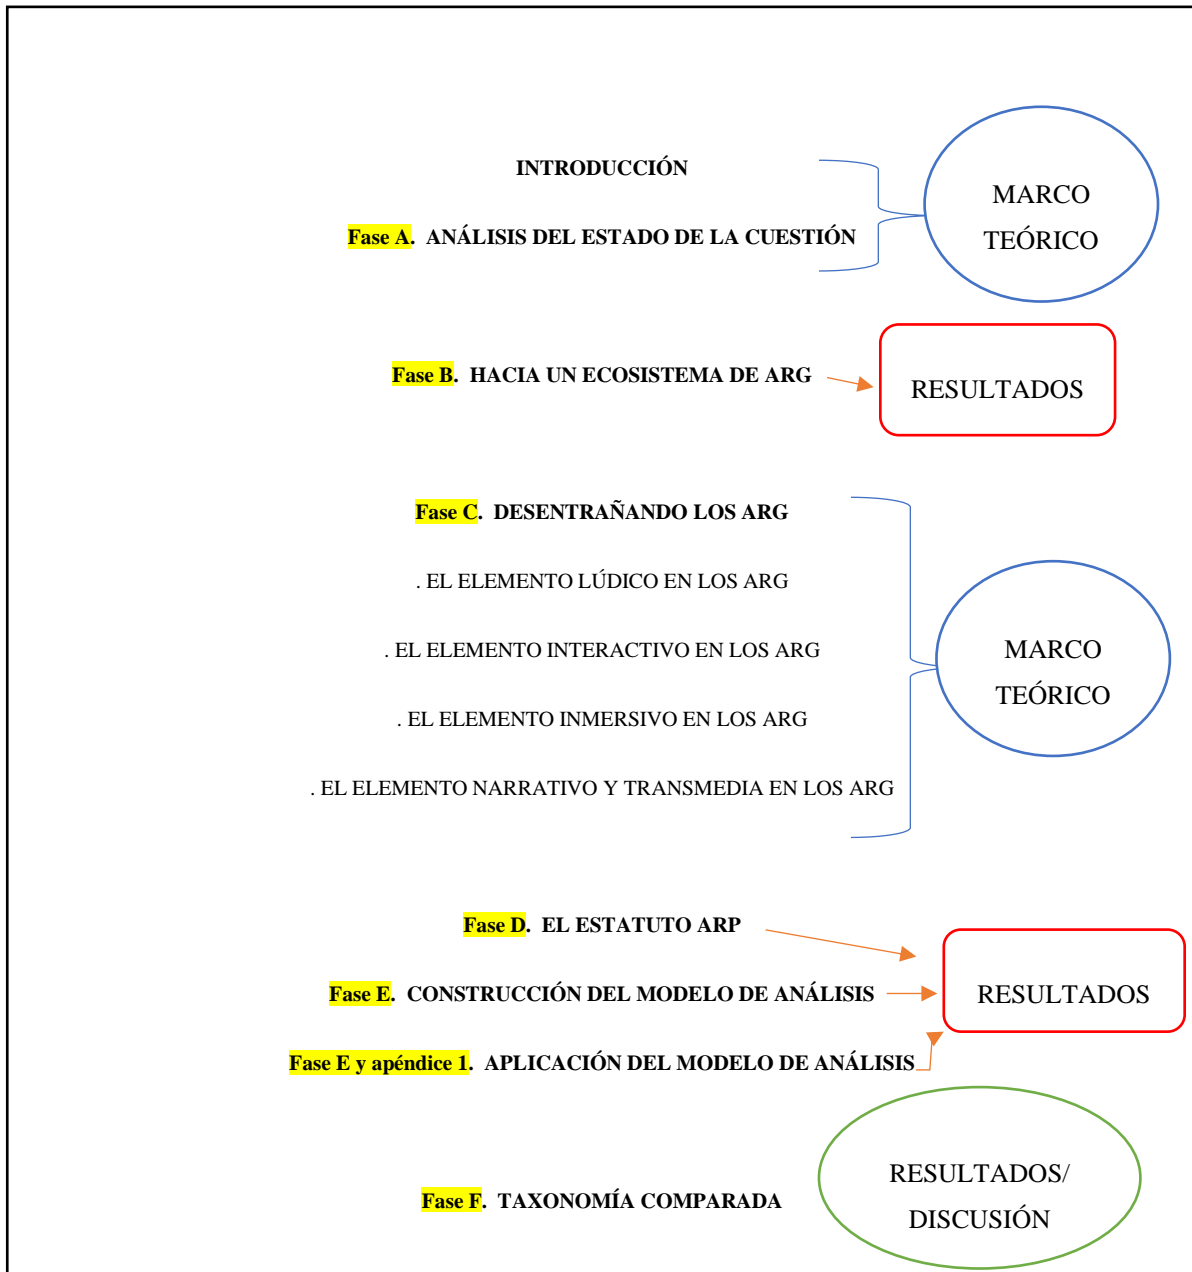 INTRODUCCIÓN
Fase A. ANÁLISIS DEL ESTADO DE LA CUESTIÓN
MARCO
TEÓRICO
Fase B. HACIA UN ECOSISTEMA DE ARG
RESULTADOS
Fase C. DESENTRAÑANDO LOS ARG
. EL ELEMENTO LÚDICO EN LOS ARG
. EL ELEMENTO INTERACTIVO EN LOS ARG
. EL ELEMENTO INMERSIVO EN LOS ARG
. EL ELEMENTO NARRATIVO Y TRANSMEDIA EN LOS ARG
MARCO
TEÓRICO
Fase D. EL ESTATUTO ARP
Fase E. CONSTRUCCIÓN DEL MODELO DE ANÁLISIS
Fase E y apéndice 1. APLICACIÓN DEL MODELO DE ANÁLISIS
RESULTADOS
Fase F. TAXONOMÍA COMPARADA
RESULTADOS/
DISCUSIÓN